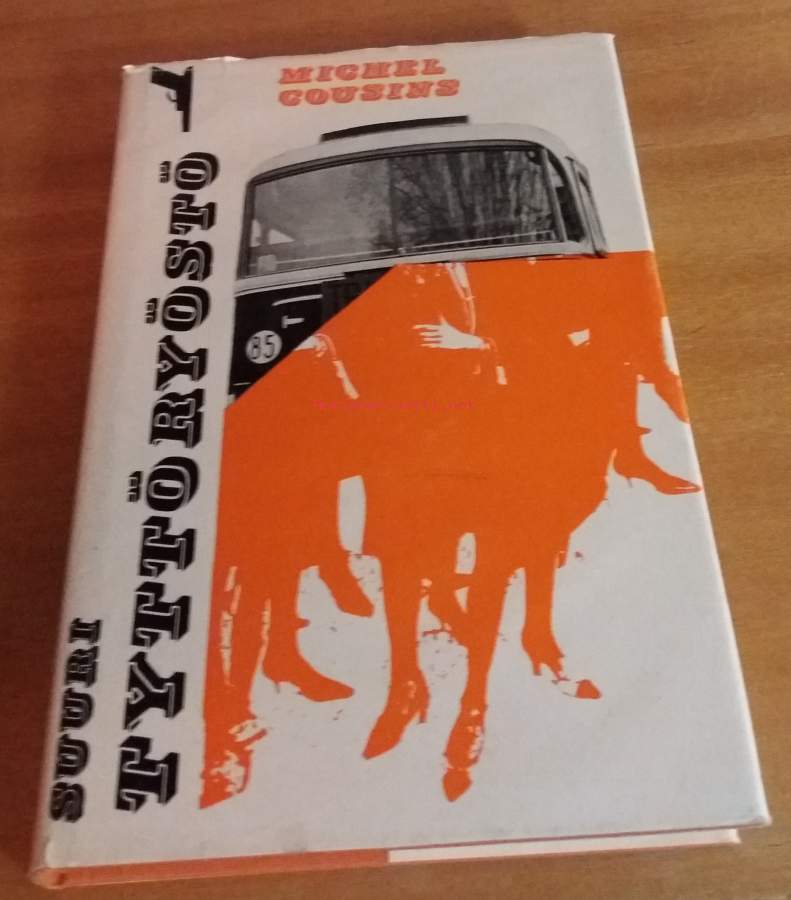 MICHEL
COUSINS
SUURI
TYTTÖRYÖSTÖ
85
T